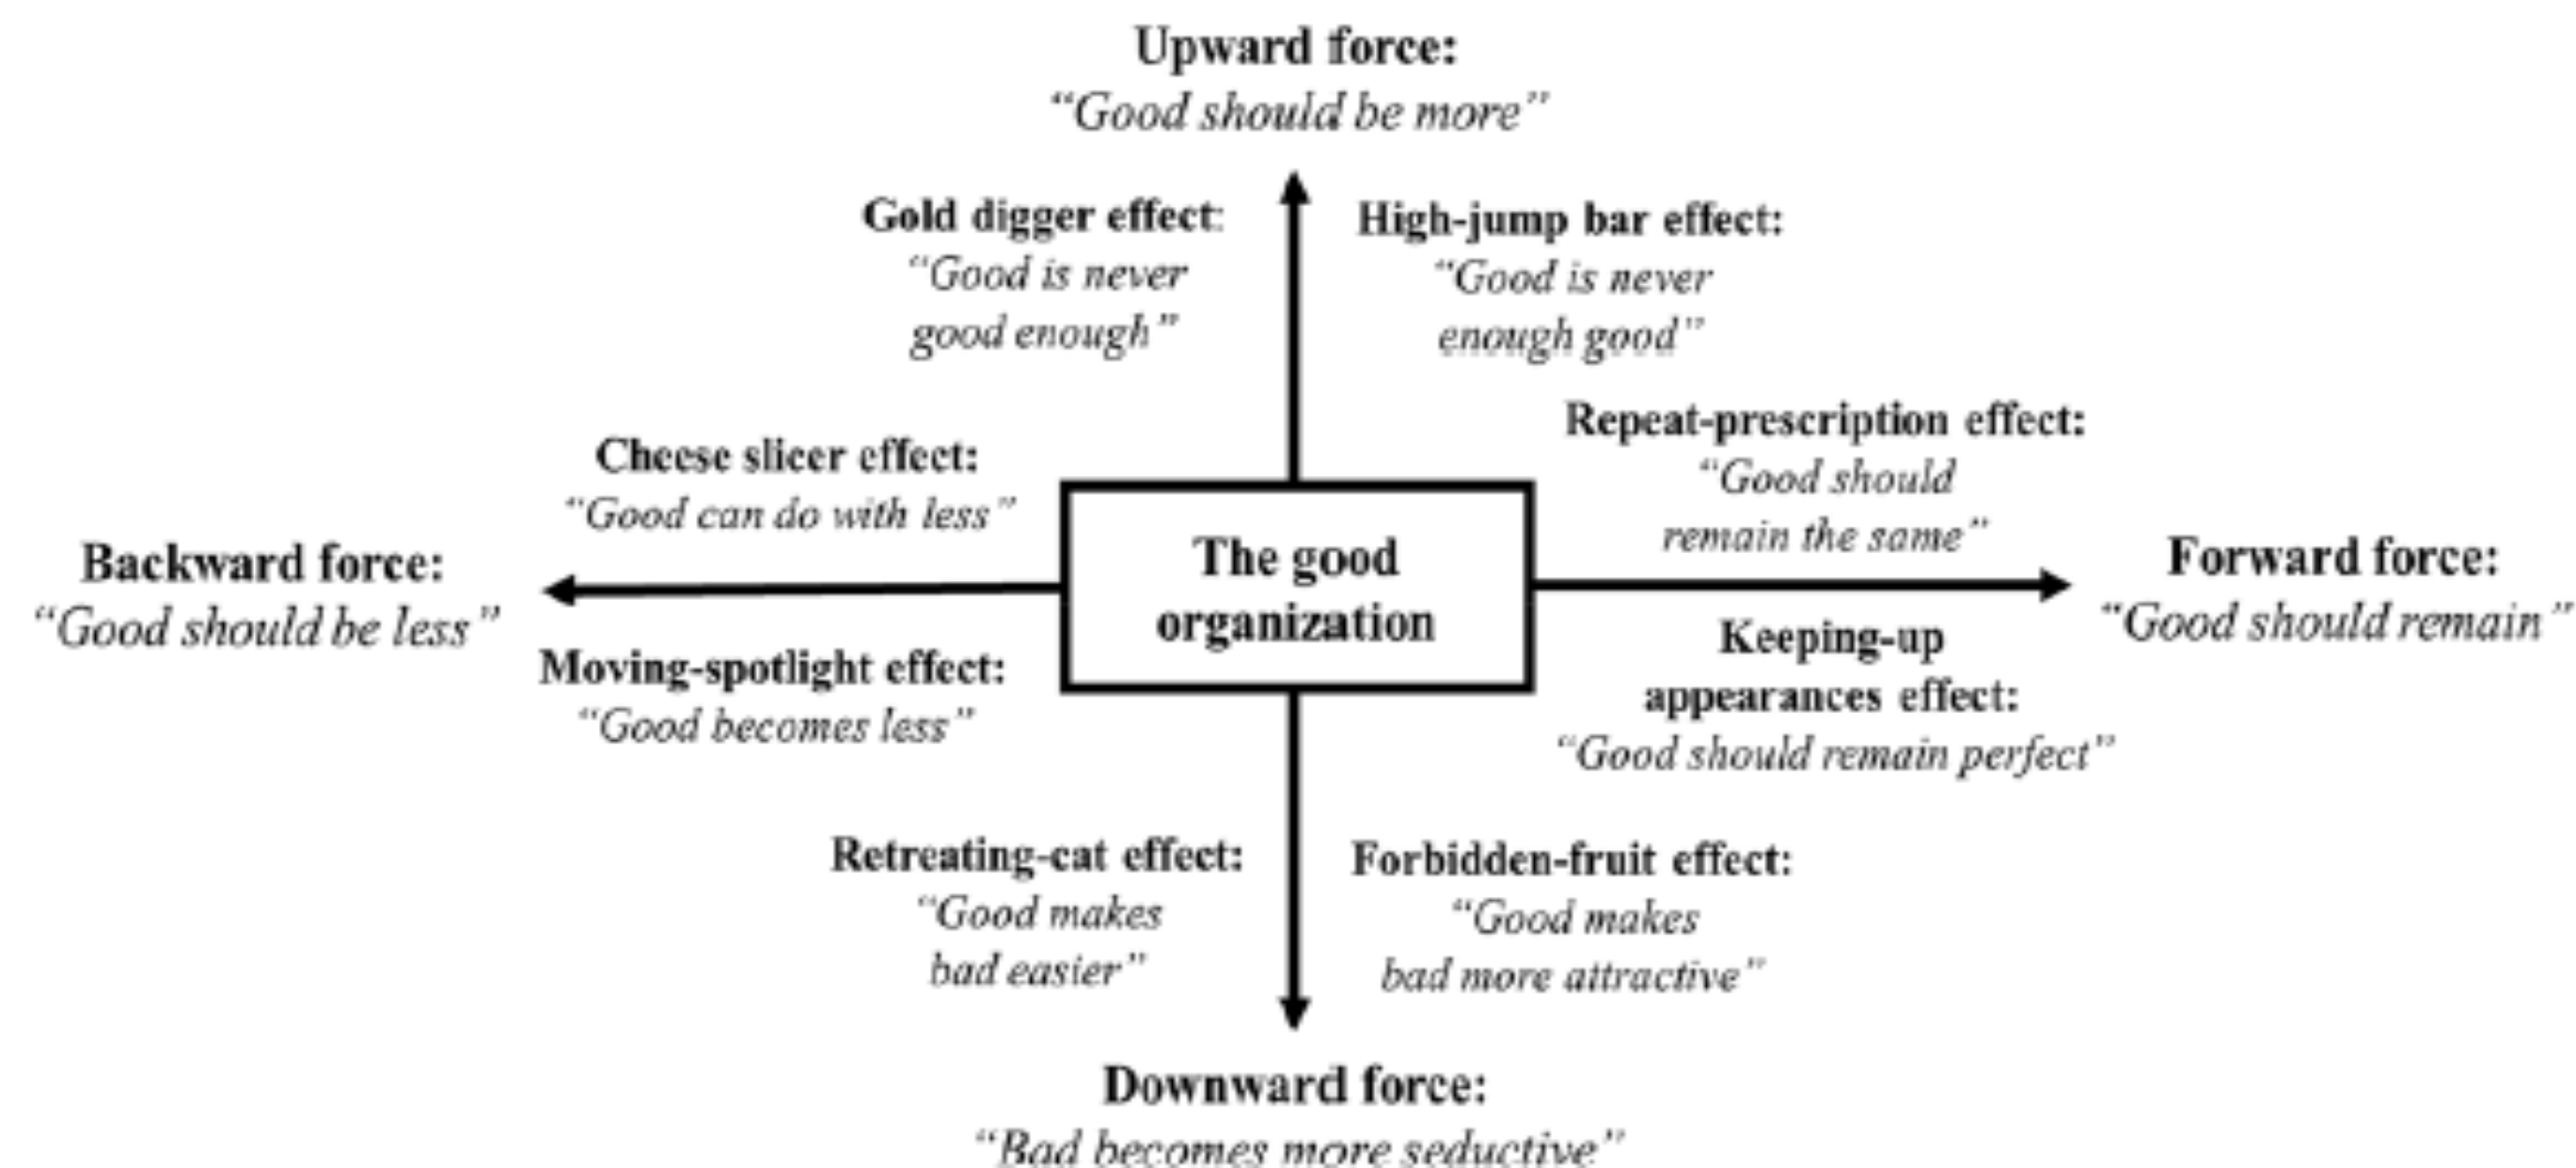 Upward force:
“Good should be more”
Gold digger effect:
“Good is never
good enough”
High-jump bar effect:
“Good is never
enough good”
Cheese slicer effect:
“Good can do with less”
Repeat-prescription effect:
“Good should
remain the same”
Backward force:
“Good should be less”
The good
organization
Forward force:
“Good should remain”
Moving-spotlight effect:
“Good becomes less”
Keeping-up
appearances effect:
“Good should remain perfect”
Retreating-cat effect:
“Good makes
bad easier”
Forbidden-fruit effect:
“Good makes
bad more attractive”
Downward force:
“Bad becomes more seductive”